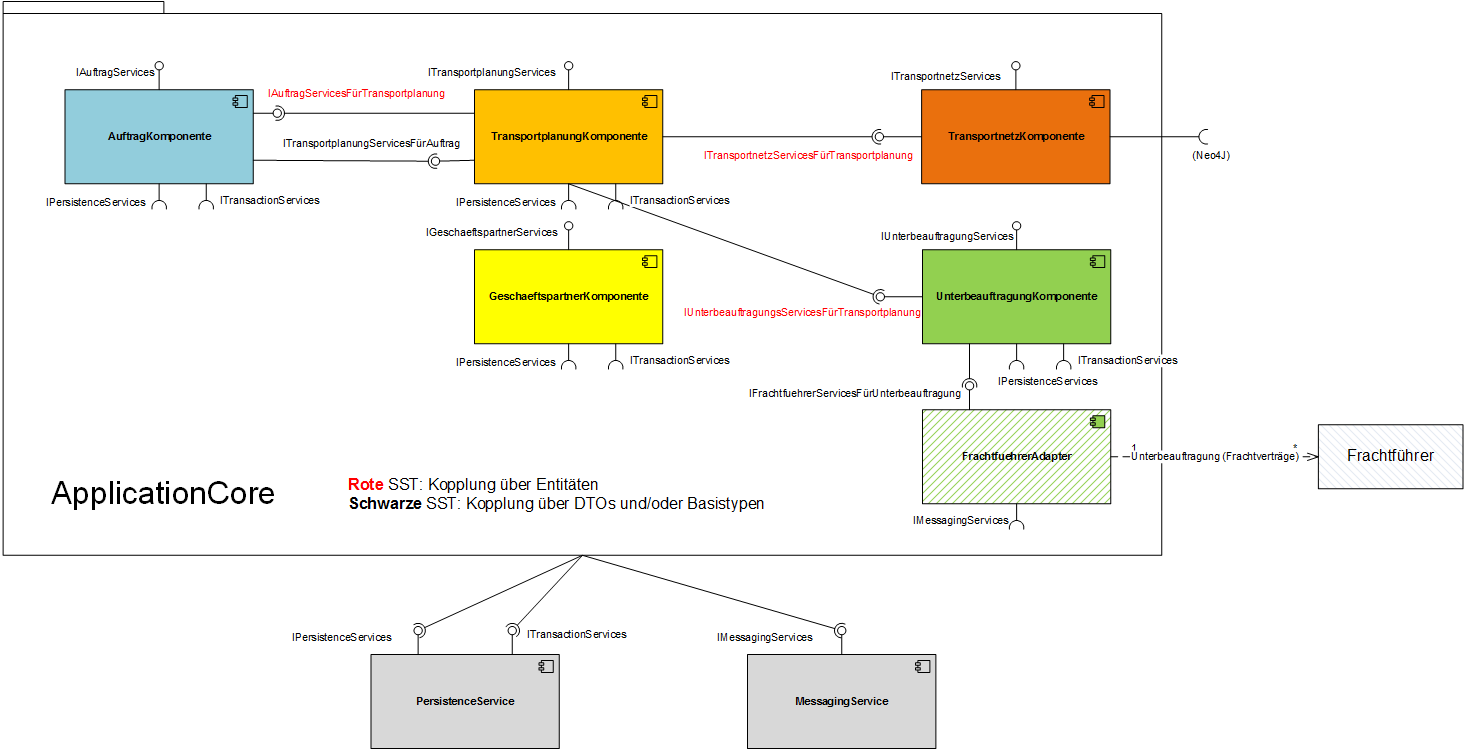 IAuftragServices
ITransportplanungServices
ITransportnetzServices
IAuftragServicesFürTransportplanung
AuftragKomponente
TransportplanungKomponente
TransportnetzKomponente
ITransportplanungServicesFürAuftrag
ITransportnetzServicesFürTransportplanung
(Neo4J)
IPersistenceServices
ITransactionServices
IPersistenceServices
ITransactionServices
IGeschaeftspartnerServices
IUnterbeauftragungServices
GeschaeftspartnerKomponente
UnterbeauftragungKomponente
IUnterbeauftragungsServicesFürTransportplanung
IPersistenceServices
ITransactionServices
ITransactionServices
IPersistenceServices
IFrachtfuehrerServicesFürUnterbeauftragung
FrachtfuehrerAdapter
1
Unterbeauftragung (Frachtverträge)
*
Frachtführer
ApplicationCore
Rote SST: Kopplung über Entitäten
Schwarze SST: Kopplung über DTOs und/oder Basistypen
IMessagingServices
IPersistenceServices
ITransactionServices
IMessagingServices
PersistenceService
MessagingService